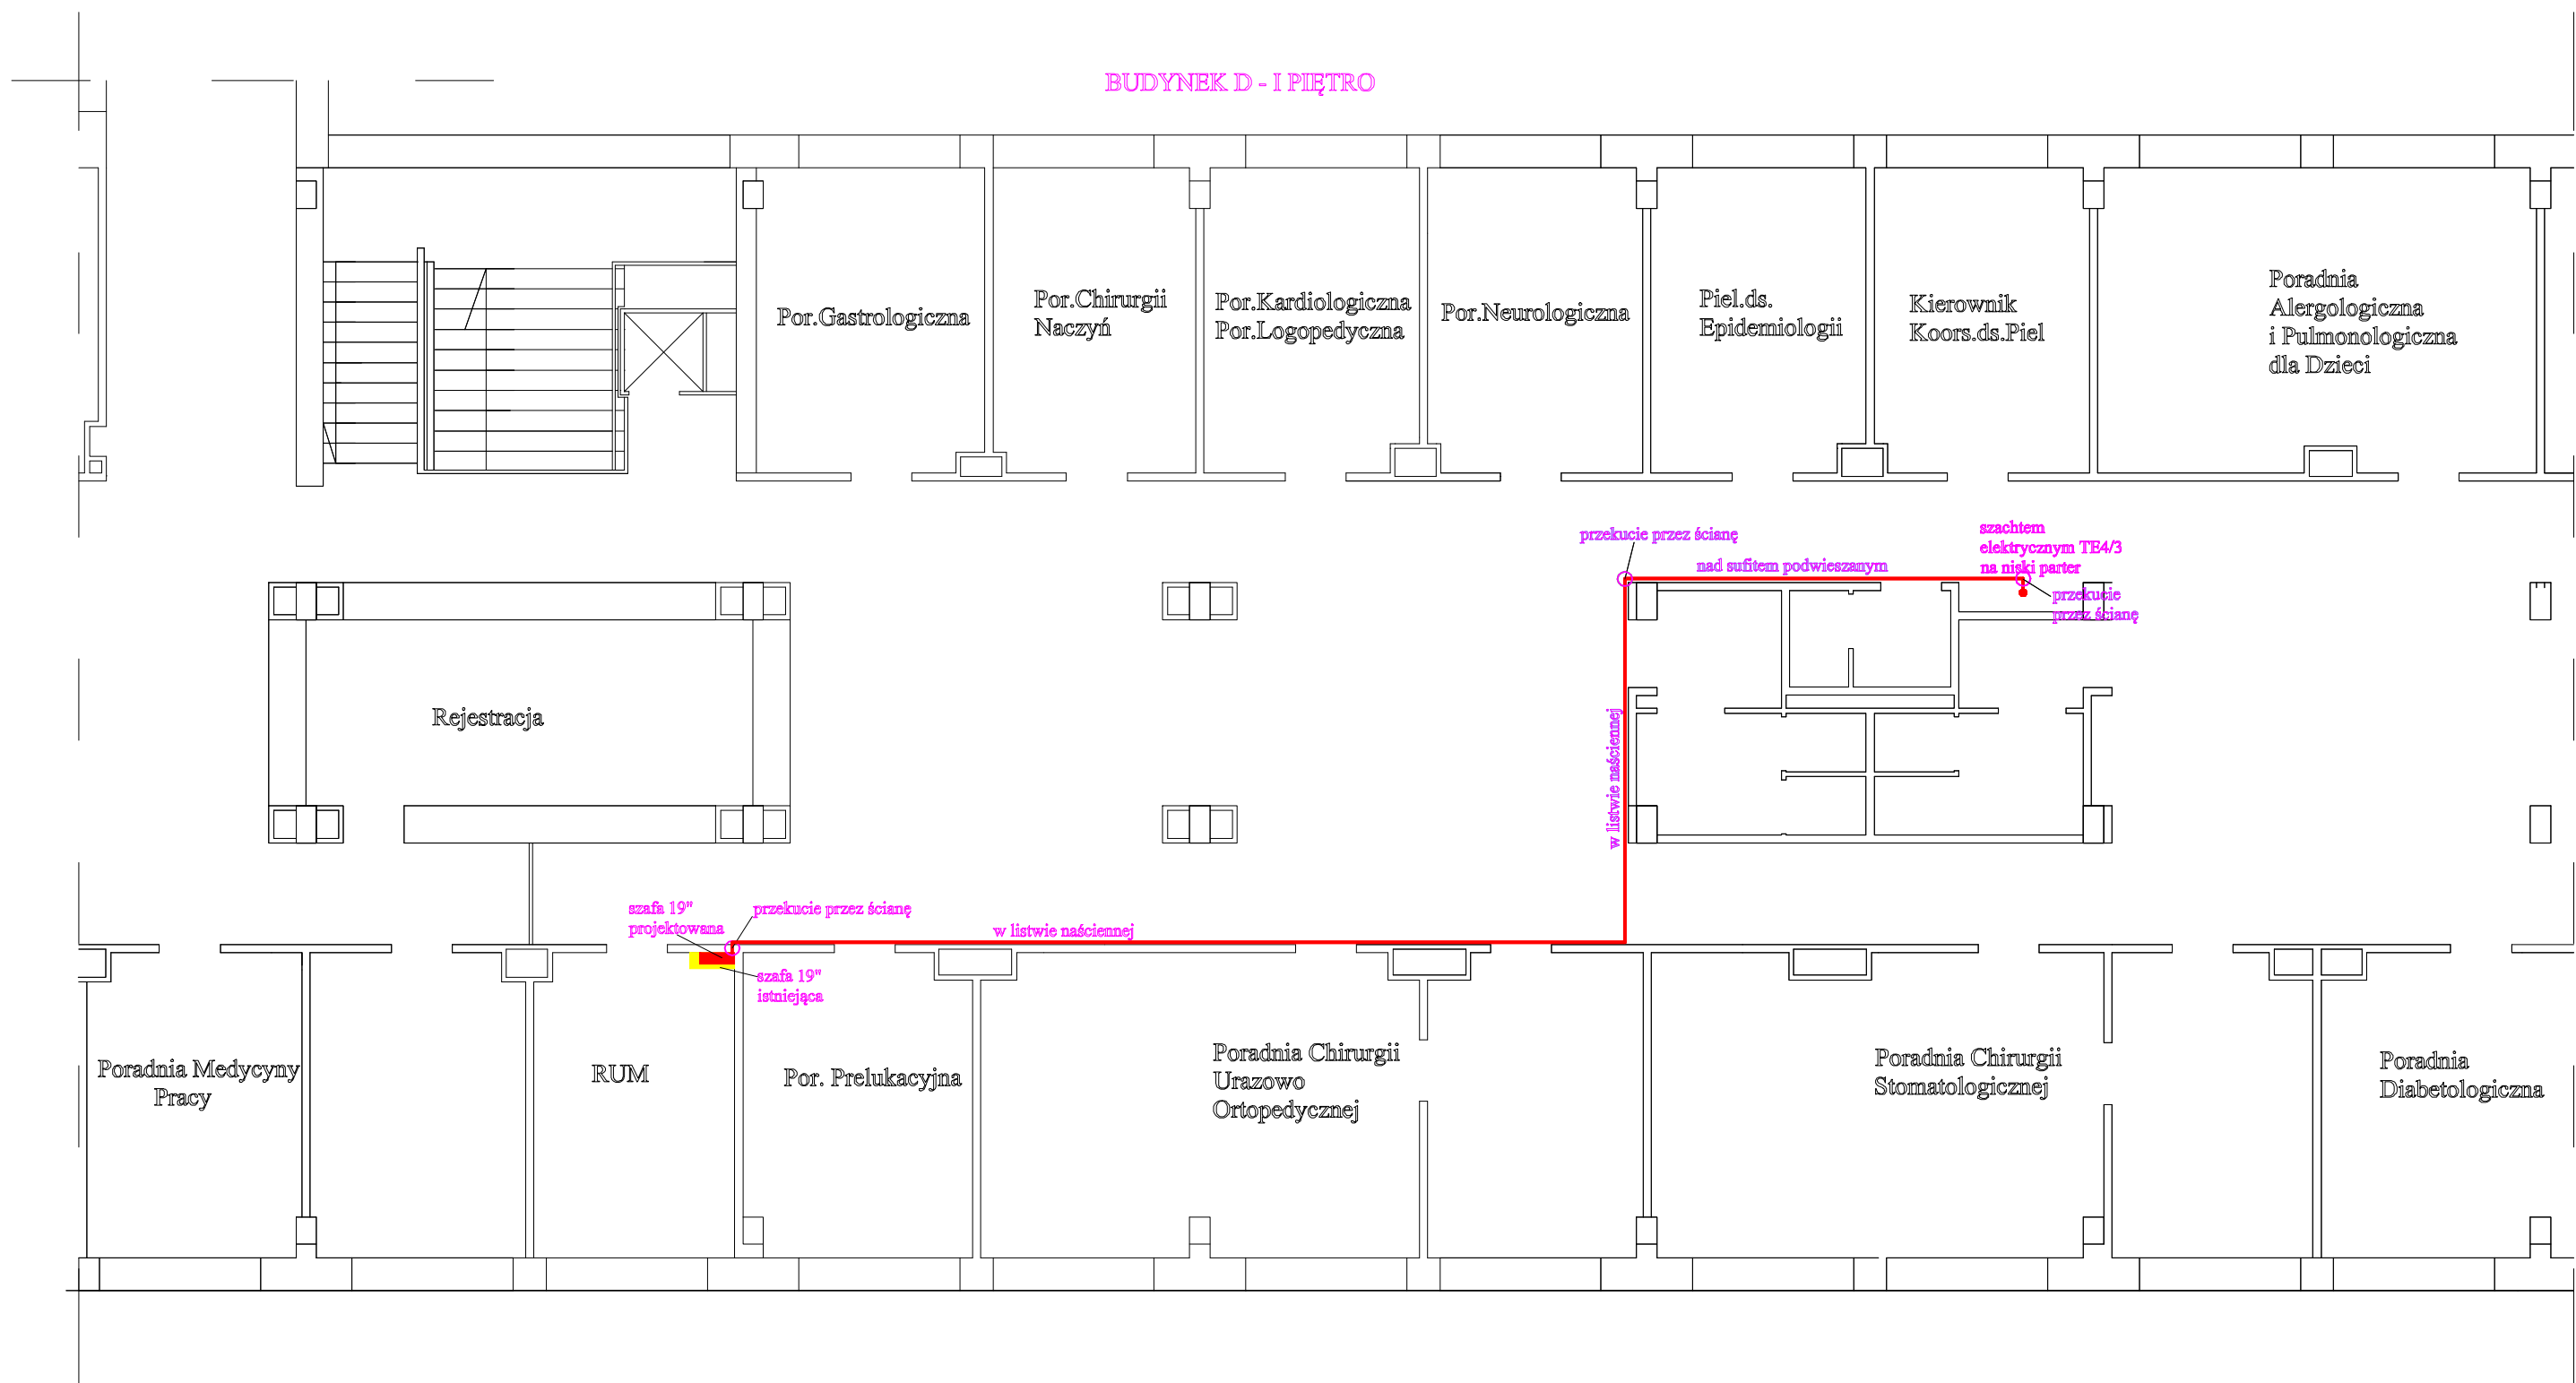 BUDYNEK D - I PIĘTRO
Por.Gastrologiczna
Por.Chirurgii
Naczyń
Por.Kardiologiczna
Por.Logopedyczna
Por.Neurologiczna
Piel.ds.
Epidemiologii
Kierownik
Koors.ds.Piel
Poradnia
Alergologiczna
i Pulmonologiczna
dla Dzieci
przekucie przez ścianę
nad sufitem podwieszanym
szachtem
elektrycznym TE4/3
na niski parter
przekucie
przez ścianę
Rejestracja
w listwie naściennej
szafa 19"
projektowana
przekucie przez ścianę
w listwie naściennej
szafa 19"
istniejąca
Poradnia Medycyny
Pracy
RUM
Por. Prelukacyjna
Poradnia Chirurgii
Urazowo
Ortopedycznej
Poradnia Chirurgii
Stomatologicznej
Poradnia
Diabetologiczna